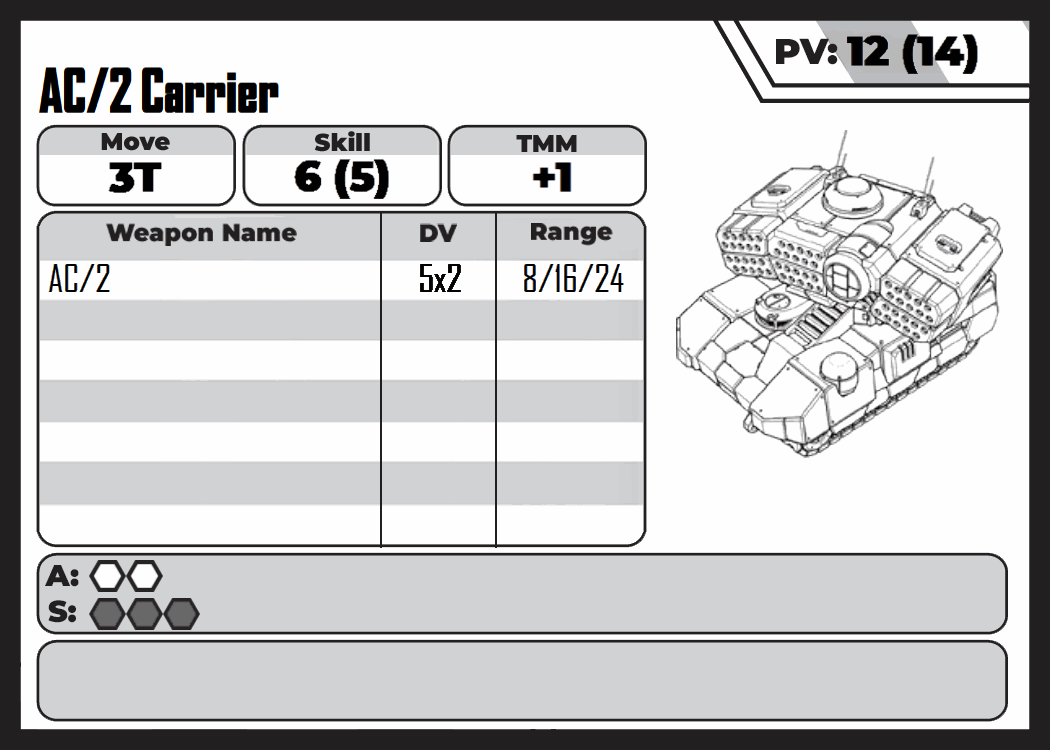 PV: 12 (14)
AC/2 Carrier
Move Skill TMM
3T 6 (5) +1
Weapon Name DV Range
AC/2 5x2 8/16/24
A:
S: